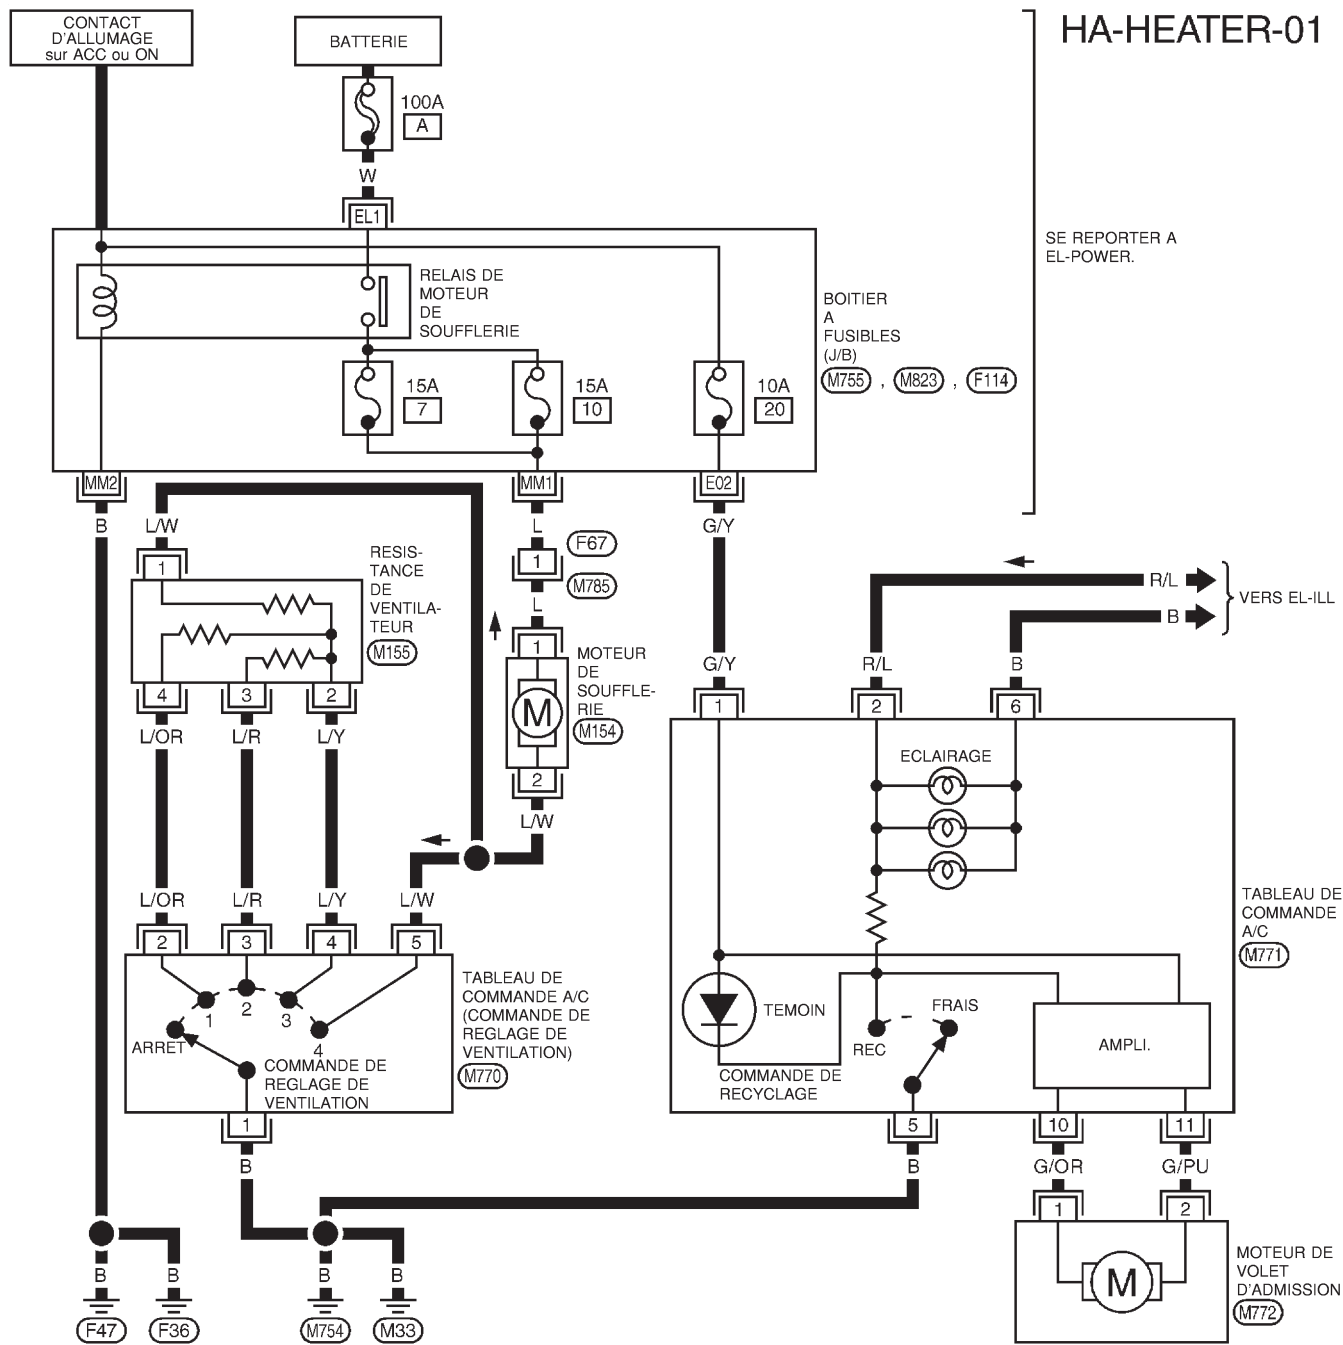 CONTACT
D'ALLUMAGE
sur ACC ou ON
BATTERIE
HA-HEATER-01
100A
A
W
EL1
SE REPORTER A
EL-POWER.
RELAIS DE
MOTEUR
DE
SOUFFLERIE
BOITIER
A
FUSIBLES
(J/B)
M755 , M823 , F114
15A
7
15A
10
10A
20
MM2
MM1
E02
B
L/W
L
G/Y
F67
1
M785
L
1
RESIS-
TANCE
DE
VENTILA-
TEUR
M155
R/L
B
VERS EL-ILL
1
MOTEUR
DE
SOUFFLE-
RIE
M154
M
2
L/W
4
3
2
L/OR
L/R
L/Y
G/Y
R/L
B
1
2
6
ECLAIRAGE
L/OR
L/R
L/Y
L/W
2
3
4
5
TABLEAU DE
COMMANDE A/C
(COMMANDE DE
REGLAGE DE
VENTILATION)
M770
1
2
3
4
ARRET
COMMANDE DE
REGLAGE DE
VENTILATION
1
B
TABLEAU DE
COMMANDE
A/C
M771
TEMOIN
FRAIS
REC
AMPLI.
COMMANDE DE
RECYCLAGE
5
10
11
B
G/OR
G/PU
1
2
M
MOTEUR DE
VOLET
D'ADMISSION
M772
B
B
B
B
F47
F36
M754
M33